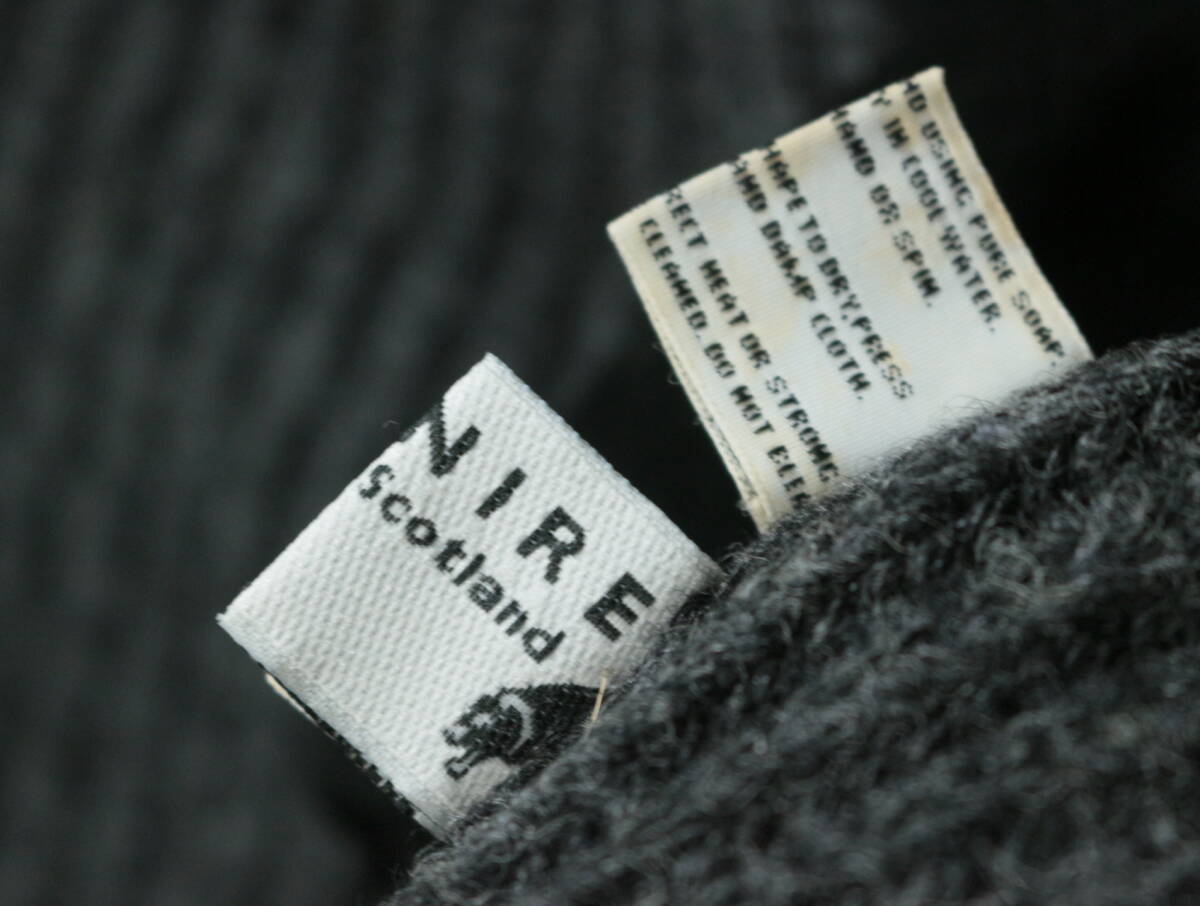 NIRE
Scotland
USING PURE SOAP.
IN COOL WATER.
HAND OR SPIN.
TO DRY, PRESS
DAMP CLOTH.
HEAT OR STRONG
CLEANED. DO NOT